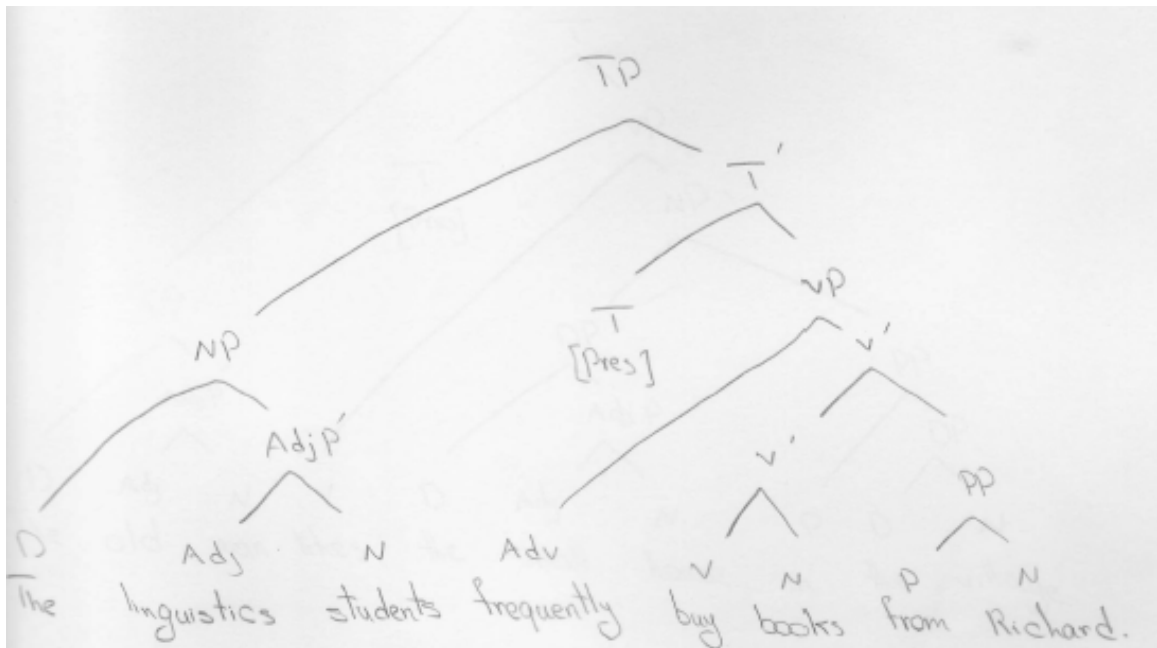 TP
T'
NP
T
[Pres]
vP
v'
AdjP'
v'
PP
D Adj N Adv v N P N
The linguistics students frequently buy books from Richard.